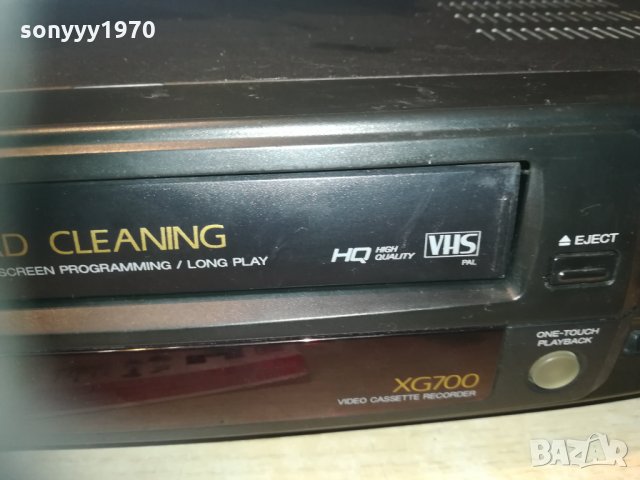 sonyyy1970
AD CLEANING
SCREEN PROGRAMMING / LONG PLAY
HQ HIGH QUALITY
VHS
PAL
EJECT
ONE-TOUCH
PLAYBACK
XG700
VIDEO CASSETTE RECORDER
BAZAR